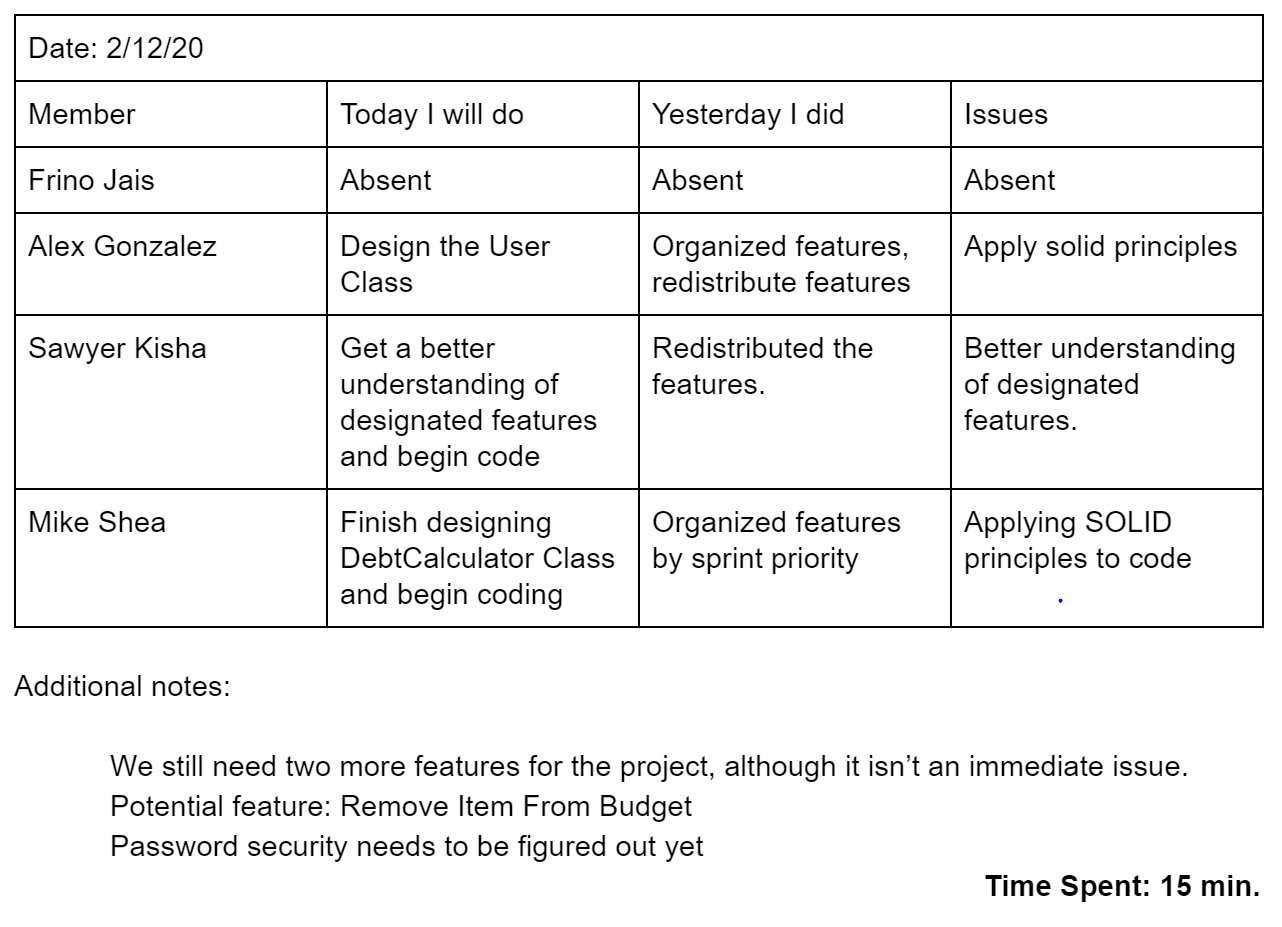 Date: 2/12/20
Member Today I will do Yesterday I did Issues
Frino Jais Absent Absent Absent
Alex Gonzalez Design the User Organized features, Apply solid principles
Class redistribute features
Sawyer Kisha Get a better Redistributed the Better understanding
understanding of features. of designated
designated features features.
and begin code
Mike Shea Finish designing Organized features Applying SOLID
DebtCalculator Class by sprint priority principles to code
and begin coding
Additional notes:
We still need two more features for the project, although it isn’t an immediate issue.
Potential feature: Remove Item From Budget
Password security needs to be figured out yet
Time Spent: 15 min.